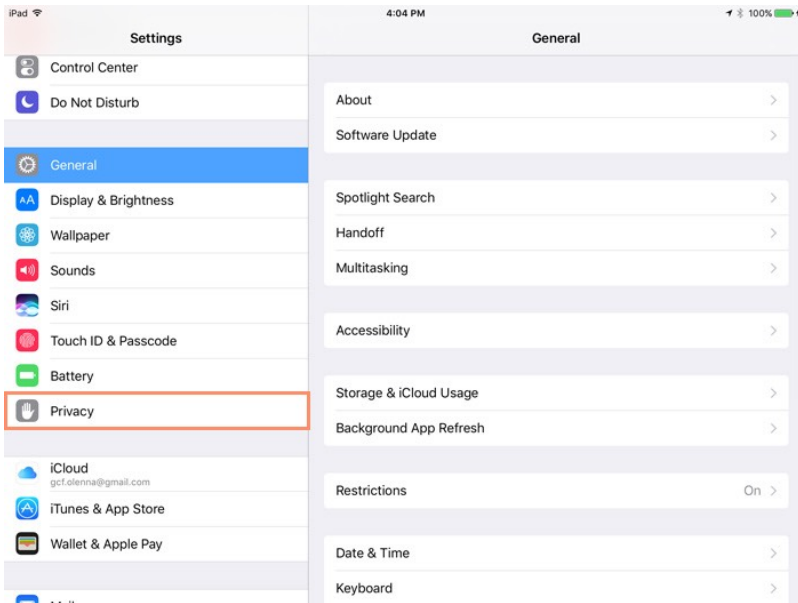 iPad 4:04 PM 100%
Settings
General
Control Center
Do Not Disturb
General
AA Display & Brightness
Wallpaper
Sounds
Siri
Touch ID & Passcode
Battery
Privacy
iCloud
gcf.olenna@gmail.com
iTunes & App Store
Wallet & Apple Pay
About
Software Update
Spotlight Search
Handoff
Multitasking
Accessibility
Storage & iCloud Usage
Background App Refresh
Restrictions On
Date & Time
Keyboard